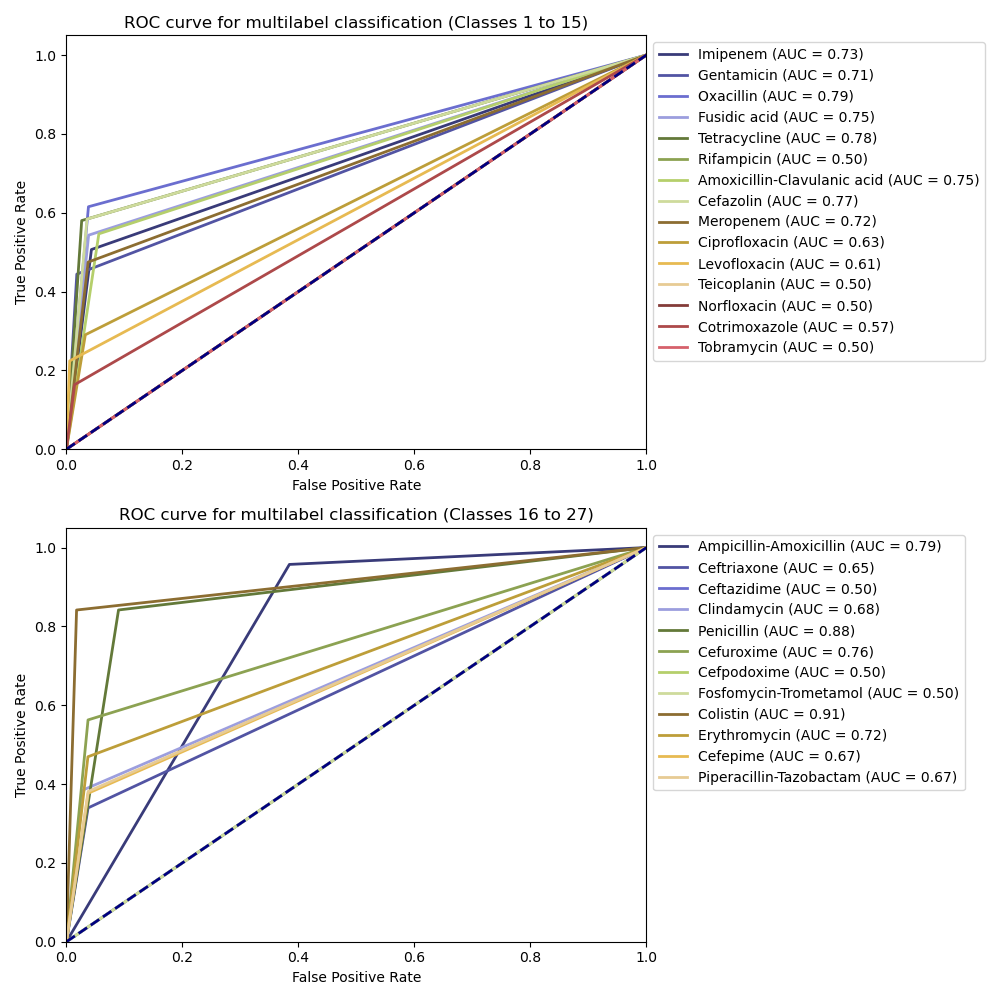 ROC curve for multilabel classification (Classes 1 to 15)
True Positive Rate
1.0
0.8
0.6
0.4
0.2
0.0
0.0 0.2 0.4 0.6 0.8 1.0
False Positive Rate
Imipenem (AUC = 0.73)
Gentamicin (AUC = 0.71)
Oxacillin (AUC = 0.79)
Fusidic acid (AUC = 0.75)
Tetracycline (AUC = 0.78)
Rifampicin (AUC = 0.50)
Amoxicillin-Clavulanic acid (AUC = 0.75)
Cefazolin (AUC = 0.77)
Meropenem (AUC = 0.72)
Ciprofloxacin (AUC = 0.63)
Levofloxacin (AUC = 0.61)
Teicoplanin (AUC = 0.50)
Norfloxacin (AUC = 0.50)
Cotrimoxazole (AUC = 0.57)
Tobramycin (AUC = 0.50)
ROC curve for multilabel classification (Classes 16 to 27)
True Positive Rate
1.0
0.8
0.6
0.4
0.2
0.0
0.0 0.2 0.4 0.6 0.8 1.0
False Positive Rate
Ampicillin-Amoxicillin (AUC = 0.79)
Ceftriaxone (AUC = 0.65)
Ceftazidime (AUC = 0.50)
Clindamycin (AUC = 0.68)
Penicillin (AUC = 0.88)
Cefuroxime (AUC = 0.76)
Cefpodoxime (AUC = 0.50)
Fosfomycin-Trometamol (AUC = 0.50)
Colistin (AUC = 0.91)
Erythromycin (AUC = 0.72)
Cefepime (AUC = 0.67)
Piperacillin-Tazobactam (AUC = 0.67)